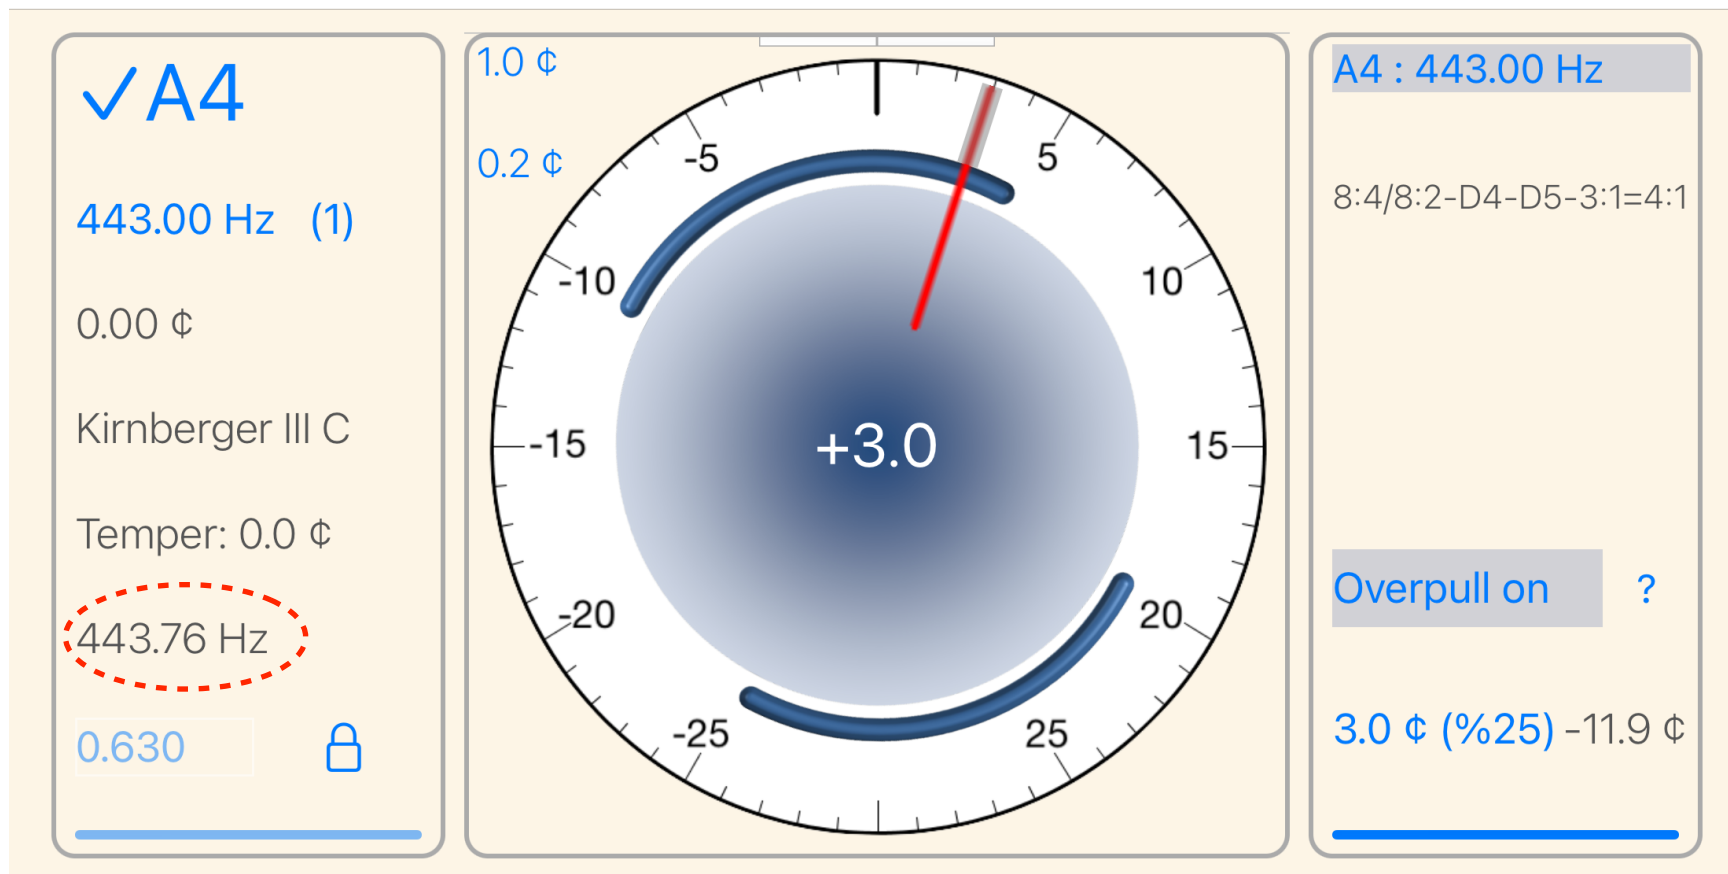 ✓A4
443.00 Hz (1)
0.00 ¢
Kirnberger III C
Temper: 0.0 ¢
443.76 Hz
0.630
1.0 ¢
0.2 ¢
-5
5
-10
10
-15
15
-20
20
-25
25
+3.0
A4 : 443.00 Hz
8:4/8:2-D4-D5-3:1=4:1
Overpull on ?
3.0 ¢ (%25) -11.9 ¢